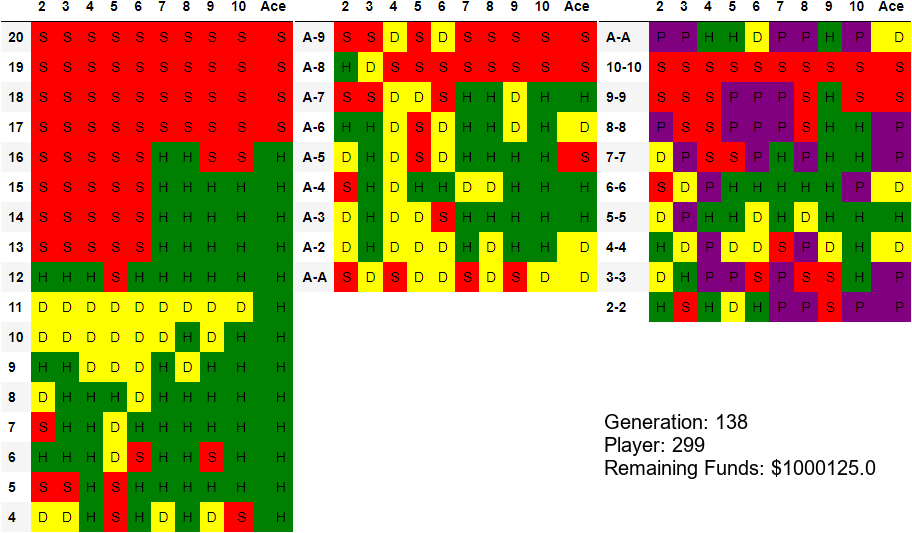 2 3 4 5 6 7 8 9 10 Ace
20 S S S S S S S S S S
19 S S S S S S S S S S
18 S S S S S S S S S S
17 S S S S S S S S S S
16 S S S S S H H S S H
15 S S S S S H H H H H
14 S S S S S H H H H H
13 S S S S S H H H H H
12 H H H S H H H H H H
11 D D D D D D D D D H
10 D D D D D D H D H H
9 H H D D D H D H H H
8 D H H H D H H H H H
7 S H H D H H H H H H
6 H H H D S H H S H H
5 S S H S H H H H H H
4 D D H S H D H D S H
2 3 4 5 6 7 8 9 10 Ace
A-9 S S D S D S S S S S
A-8 H D S S S S S S S S
A-7 S S D D S H H D H H
A-6 H H D S D H H D H D
A-5 D H D S D H H H H S
A-4 S H D H H D D H H H
A-3 D H D D S H H H H H
A-2 D H D D D H D H H D
A-A S D S D D S D S D D
2 3 4 5 6 7 8 9 10 Ace
A-A P P H H D P P H P D
10-10 S S S S S S S S S S
9-9 S S S P P P S H S S
8-8 P S S P P P S H H P
7-7 D P S S P H P H H P
6-6 S D P H H H H H P D
5-5 D P H H D H D H H H
4-4 H D P D D S P D H D
3-3 D H P P S P S S H P
2-2 H S H D H P P S P P
Generation: 138
Player: 299
Remaining Funds: $1000125.0